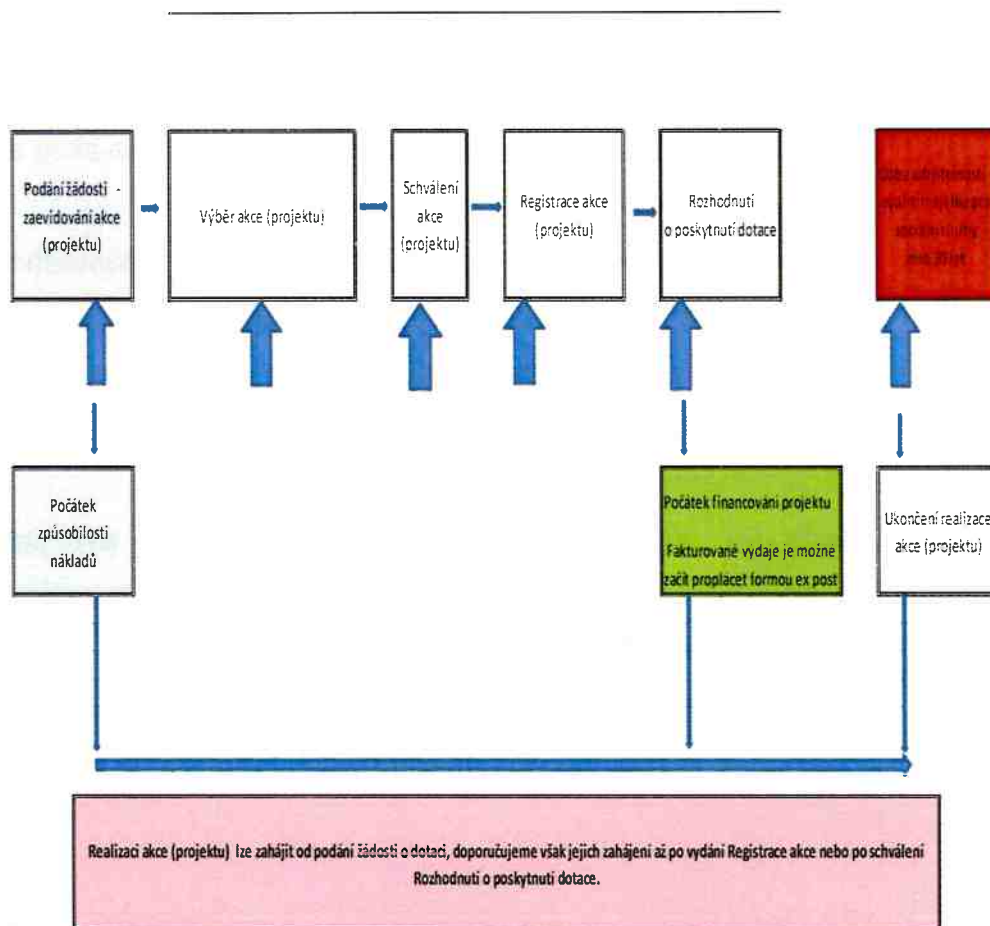 Podání žádosti -
zaevidování akce
(projektu)
Výběr akce (projektu)
Schválení
akce
(projektu)
Registrace akce
(projektu)
Rozhodnutí
o poskytnutí dotace
Počátek
způsobilosti
nákladů
Počátek financování projektu
Fakturované výdaje je možné
začít proplacet formou ex post
Ukončení realizace
akce (projektu)
Realizaci akce (projektu) lze zahájit od podání žádosti o dotaci, doporučujeme však jejich zahájení až po vydání Registrace akce nebo po schválení
Rozhodnutí o poskytnutí dotace.